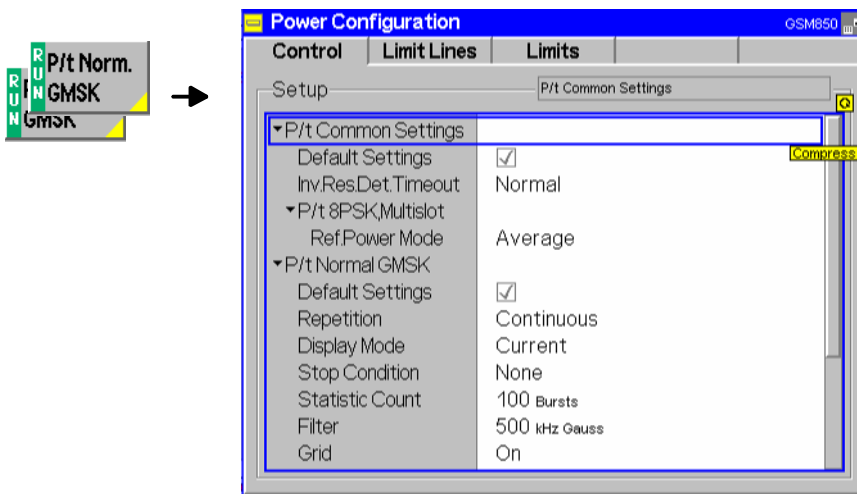 RUN P/t Norm.
GMSK
RUN
GMSK
Power Configuration GSM850
Control Limit Lines Limits
Setup P/t Common Settings
P/t Common Settings
Compress
Default Settings
Inv.Res.Det.Timeout Normal
P/t 8PSK,Multislot
Ref.Power Mode Average
P/t Normal GMSK
Default Settings
Repetition Continuous
Display Mode Current
Stop Condition None
Statistic Count 100 Bursts
Filter 500 kHz Gauss
Grid On